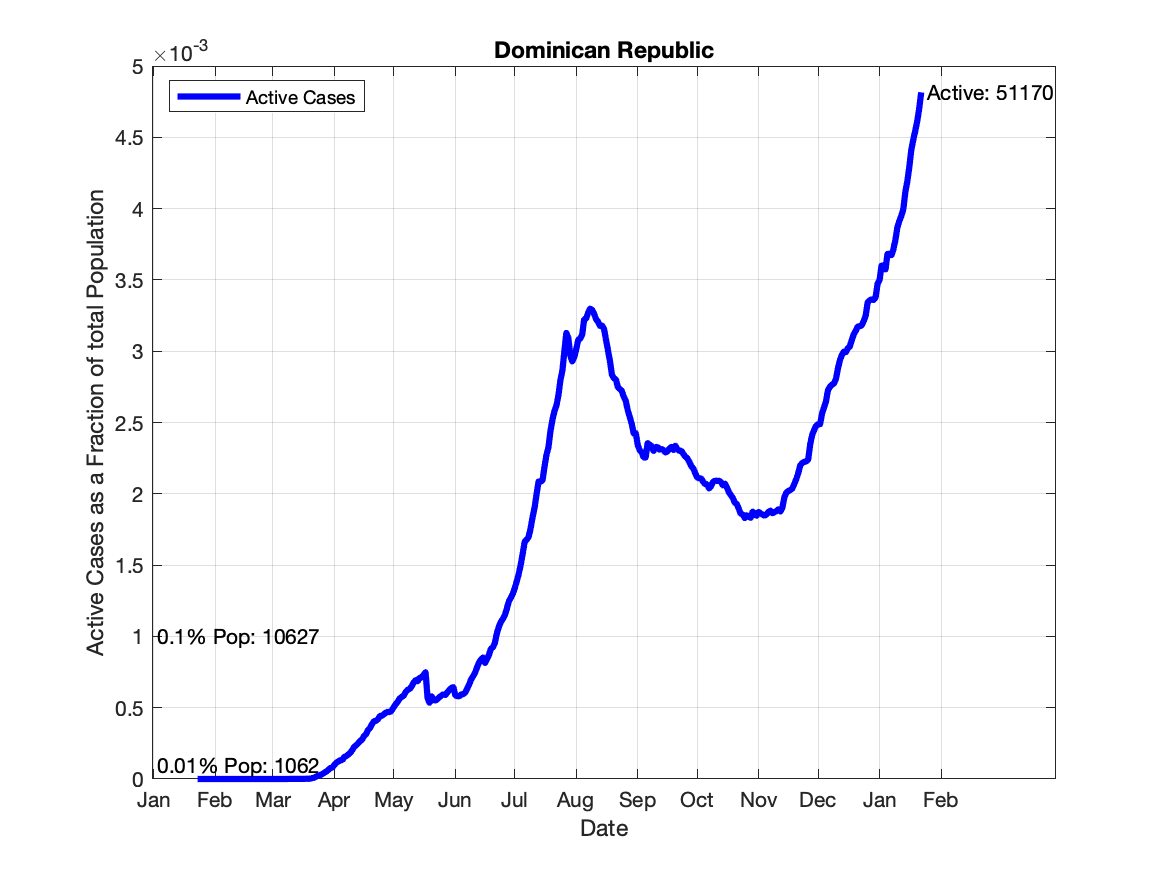 Dominican Republic
×10-3
5
4.5
4
3.5
3
2.5
2
1.5
1
0.5
0
Active Cases as a Fraction of total Population
Active Cases
Active: 51170
0.1% Pop: 10627
0.01% Pop: 1062
Jan Feb Mar Apr May Jun Jul Aug Sep Oct Nov Dec Jan Feb
Date